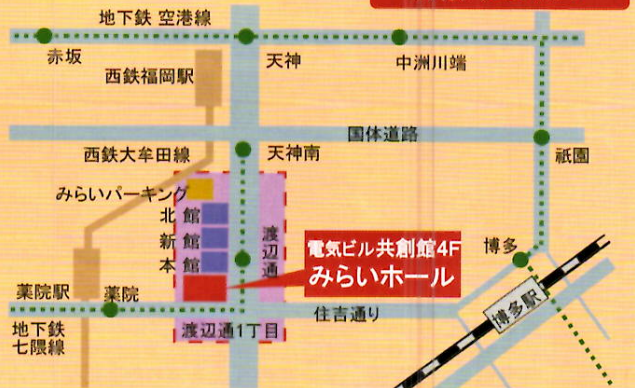 地下鉄 空港線
赤坂
天神
中洲川端
西鉄福岡駅
国体道路
西鉄大牟田線
天神南
祇園
みらいパーキング
北 館
新 館
本 館
渡辺通
電気ビル共創館4F
みらいホール
博多
薬院駅
薬院
住吉通り
博多駅
地下鉄
七隈線
渡辺通1丁目